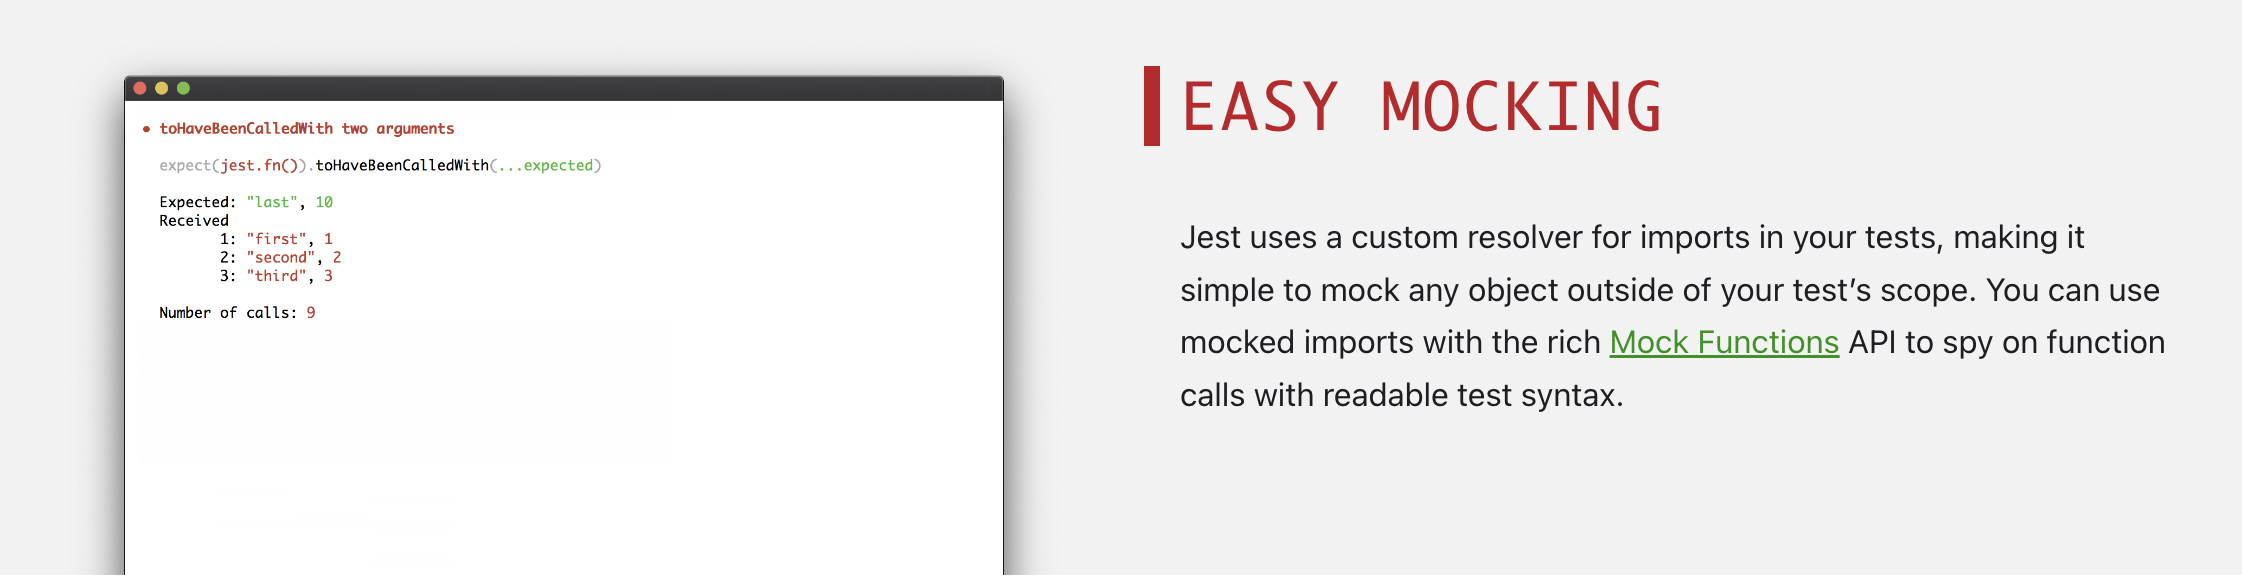 • toHaveBeenCalledWith two arguments
expect(jest.fn()).toHaveBeenCalledWith(...expected)
Expected: "last", 10
Received
1: "first", 1
2: "second", 2
3: "third", 3
Number of calls: 9
EASY MOCKING
Jest uses a custom resolver for imports in your tests, making it
simple to mock any object outside of your test’s scope. You can use
mocked imports with the rich Mock Functions API to spy on function
calls with readable test syntax.